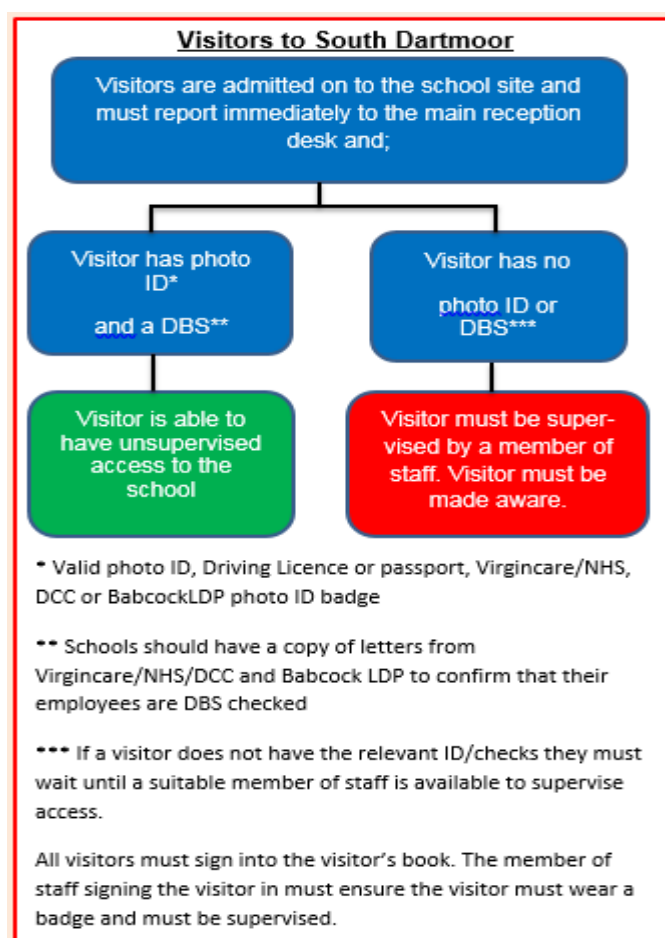 Visitors to South Dartmoor
Visitors are admitted on to the school site and
must report immediately to the main reception
desk and;
Visitor has photo
ID*
and a DBS**
Visitor has no
photo ID or
DBS***
Visitor is able to
have unsupervised
access to the
school
Visitor must be super-
vised by a member of
staff. Visitor must be
made aware.
* Valid photo ID, Driving Licence or passport, Virgincare/NHS,
DCC or BabcockLDP photo ID badge
** Schools should have a copy of letters from
Virgincare/NHS/DCC and Babcock LDP to confirm that their
employees are DBS checked
*** If a visitor does not have the relevant ID/checks they must
wait until a suitable member of staff is available to supervise
access.
All visitors must sign into the visitor's book. The member of
staff signing the visitor in must ensure the visitor must wear a
badge and must be supervised.